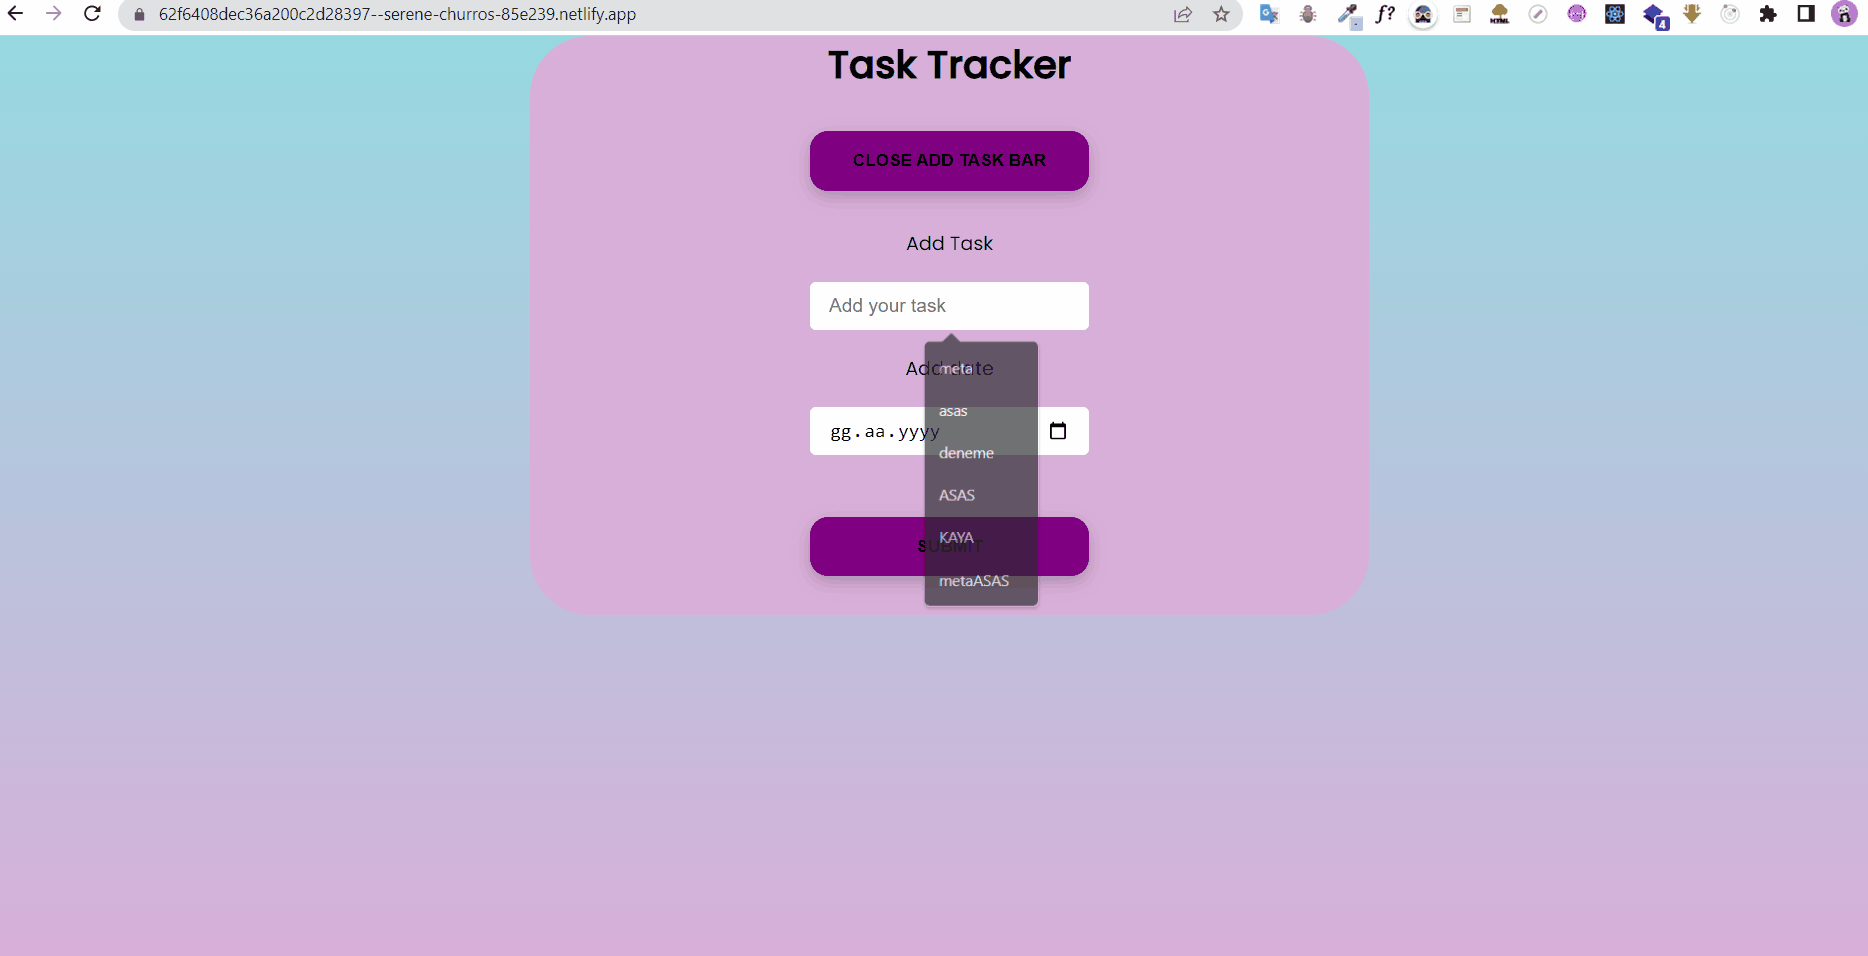 62f6408dec36a200c2d28397--serene-churros-85e239.netlify.app
f?
4
Task Tracker
CLOSE ADD TASK BAR
Add Task
Add your task
Add date
meta
asas
gg.aa.yyyy
deneme
ASAS
KAYA
SUBMIT
metaASAS